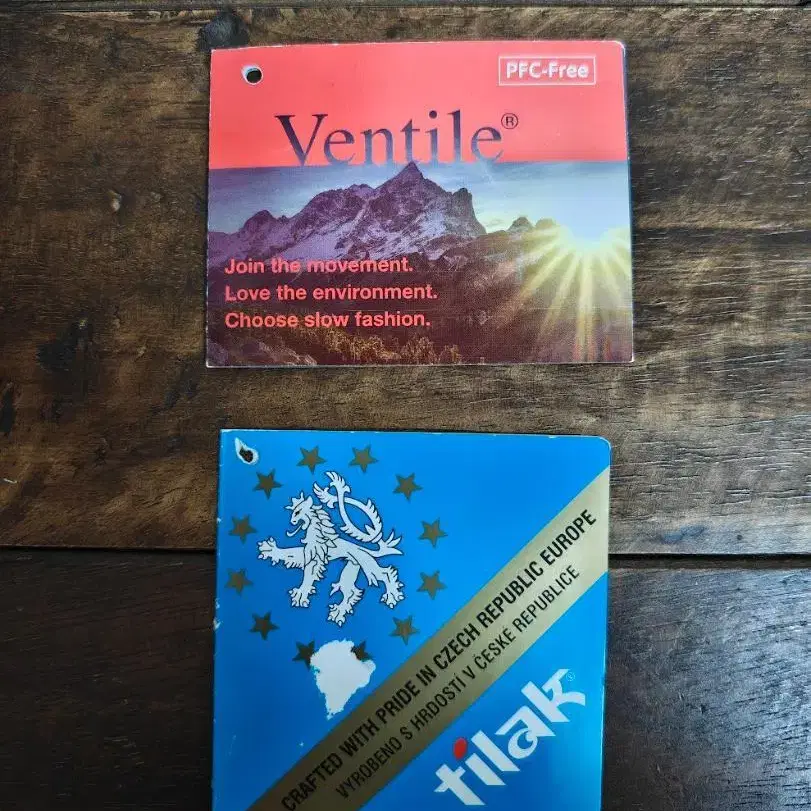 PFC-Free
Ventile®
Join the movement.
Love the environment.
Choose slow fashion.
CRAFTED WITH PRIDE IN CZECH REPUBLIC EUROPE
VYROBENO S HRDOSTÍ V ČESKÉ REPUBLICE
tilak